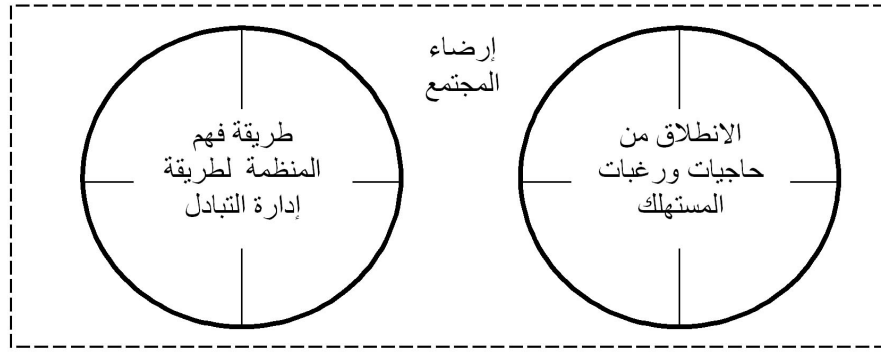 إرضاء
المجتمع
الانطلاق من
حاجيات ورغبات
المستهلك
طريقة فهم
المنظمة لطريقة
إدارة التبادل